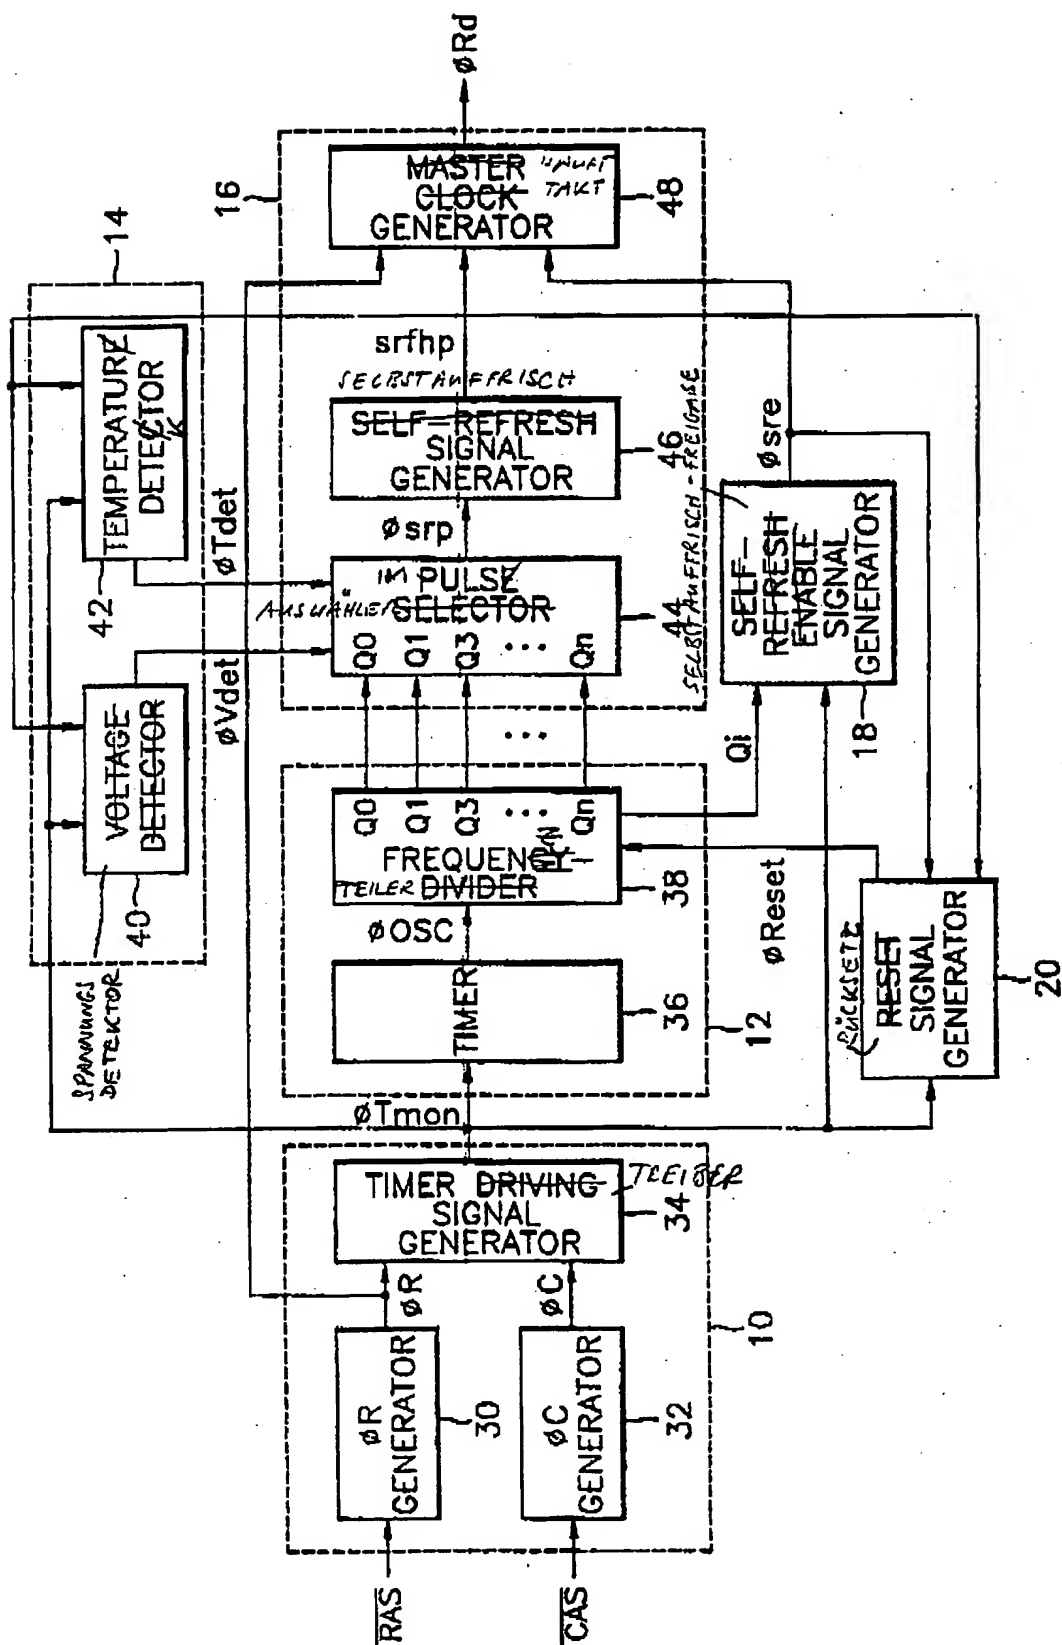 RAS
CAS
øR
GENERATOR
30
øC
GENERATOR
32
øR
øC
10
TIMER DRIVING
TREIBER
SIGNAL
GENERATOR
34
øTmon
TIMER
36
øOSC
12
FREQUENCY-
TEILER DIVIDER
38
Q0
Q1
Q3
...
Qn
...
Qi
øReset
RÜCKSETZ
RESET
SIGNAL
GENERATOR
20
SPANNUNGS
DETEKTOR
VOLTAGE
DETECTOR
40
TEMPERATURE
DETECTOR
K
42
14
øVdet
øTdet
IM PULSE
AUSWÄHLER
SELECTOR
Q0
Q1
Q3
...
Qn
44
øsrp
SELBSTAUFFRISCH
SELF-REFRESH
SIGNAL
GENERATOR
46
srfhp
16
MASTER HAUPT
CLOCK TAKT
GENERATOR
48
øRd
SELBSTAUFFRISCH-FREIGABE
SELF-
REFRESH
ENABLE
SIGNAL
GENERATOR
18
øsre